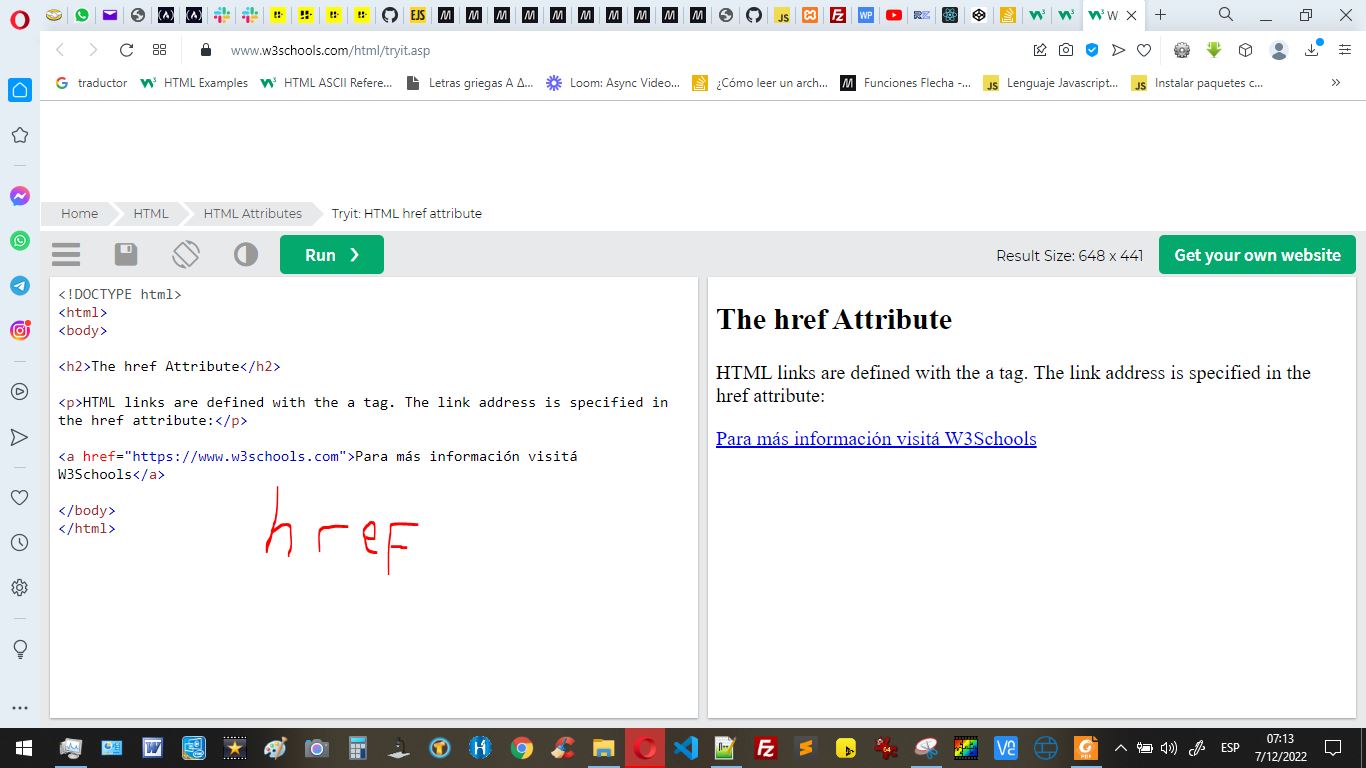 W
www.w3schools.com/html/tryit.asp
traductor
HTML Examples
HTML ASCII Refere...
Letras griegas Α Δ...
Loom: Async Video...
¿Cómo leer un arch...
Funciones Flecha -...
Lenguaje Javascript...
Instalar paquetes c...
Home
HTML
HTML Attributes
Tryit: HTML href attribute
Run ❯
Result Size: 648 x 441
Get your own website
<!DOCTYPE html>
<html>
<body>
<h2>The href Attribute</h2>
<p>HTML links are defined with the a tag. The link address is specified in
the href attribute:</p>
<a href="https://www.w3schools.com">Para más información visitá
W3Schools</a>
</body>
</html>
href
The href Attribute
HTML links are defined with the a tag. The link address is specified in the
href attribute:
Para más información visitá W3Schools
ESP
07:13
7/12/2022